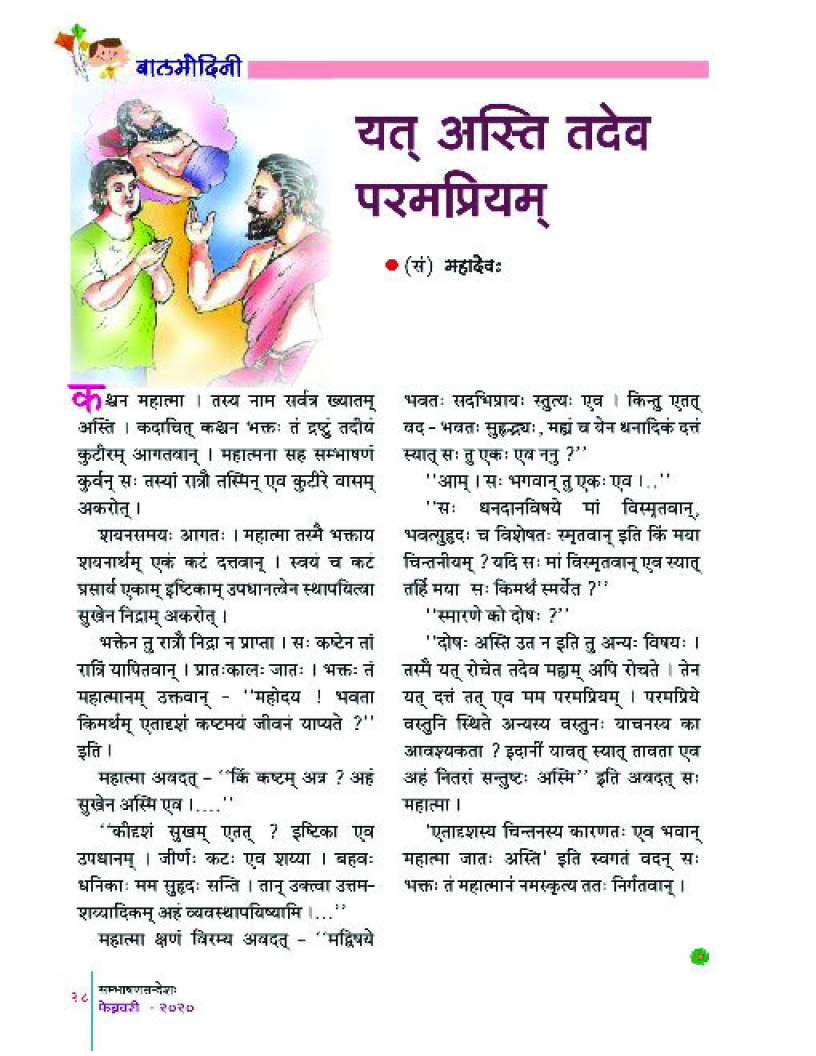 बालमोदिनी
यत् अस्ति तदेव
परमप्रियम्
● (सं) महादेवः
कश्चन महात्मा । तस्य नाम सर्वत्र ख्यातम्
अस्ति । कदाचित् कश्चन भक्तः तं द्रष्टुं तदीयं
कुटीरम् आगतवान् । महात्मना सह सम्भाषणं
कुर्वन् सः तस्यां रात्रौ तस्मिन् एव कुटीरे वासम्
अकरोत् ।
शयनसमयः आगतः । महात्मा तस्मै भक्ताय
शयनार्थम् एकं कटं दत्तवान् । स्वयं च कटं
प्रसार्य एकाम् इष्टिकाम् उपधानत्वेन स्थापयित्वा
सुखेन निद्राम् अकरोत् ।
भक्तेन तु रात्रौ निद्रा न प्राप्ता । सः कष्टेन तां
रात्रिं यापितवान् । प्रातःकालः जातः । भक्तः तं
महात्मानम् उक्तवान् - ‘‘महोदय ! भवता
किमर्थम् एतादृशं कष्टमयं जीवनं याप्यते ?’’
इति ।
महात्मा अवदत् - ‘‘किं कष्टम् अत्र ? अहं
सुखेन अस्मि एव ।....’’
‘‘कीदृशं सुखम् एतत् ? इष्टिका एव
उपधानम् । जीर्णः कटः एव शय्या । बहवः
धनिकाः मम सुहृदः सन्ति । तान् उक्त्वा उत्तम-
शय्यादिकम् अहं व्यवस्थापयिष्यामि ।...’’
महात्मा क्षणं विरम्य अवदत् - ‘‘मद्विषये
भवतः सदभिप्रायः स्तुत्यः एव । किन्तु एतत्
वद - भवतः सुहृद्भ्यः, मह्यं च येन धनादिकं दत्तं
स्यात् सः तु एकः एव ननु ?’’
‘‘आम् । सः भगवान् तु एकः एव ।..’’
‘‘सः धनदानविषये मां विस्मृतवान्,
भवत्सुहृदः च विशेषतः स्मृतवान् इति किं मया
चिन्तनीयम् ? यदि सः मां विस्मृतवान् एव स्यात्
तर्हि मया सः किमर्थं स्मर्येत ?’’
‘‘स्मारणे को दोषः ?’’
‘‘दोषः अस्ति उत न इति तु अन्यः विषयः ।
तस्मै यत् रोचेत तदेव मह्यम् अपि रोचते । तेन
यत् दत्तं तत् एव मम परमप्रियम् । परमप्रिये
वस्तुनि स्थिते अन्यस्य वस्तुनः याचनस्य का
आवश्यकता ? इदानीं यावत् स्यात् तावता एव
अहं नितरां सन्तुष्टः अस्मि’’ इति अवदत् सः
महात्मा ।
'एतादृशस्य चिन्तनस्य कारणतः एव भवान्
महात्मा जातः अस्ति' इति स्वगतं वदन् सः
भक्तः तं महात्मानं नमस्कृत्य ततः निर्गतवान् ।
२८
सम्भाषणसन्देशः
फेब्रवरी - २०२०